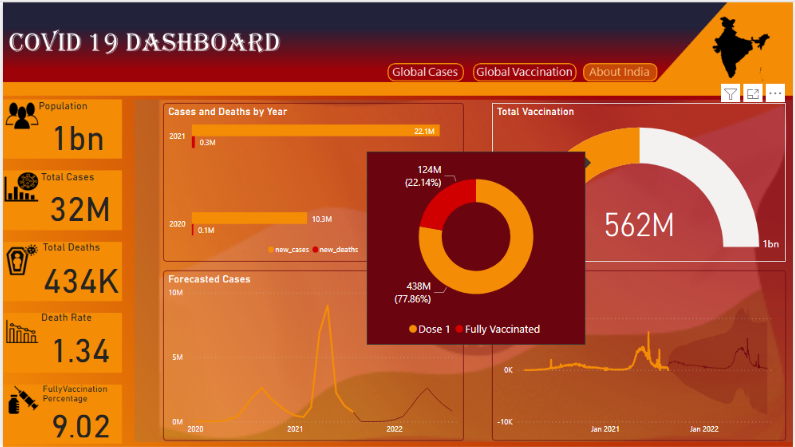 COVID 19 DASHBOARD
Global Cases
Global Vaccination
About India
Population
1bn
Total Cases
32M
Total Deaths
434K
Death Rate
1.34
FullyVaccination
Percentage
9.02
Cases and Deaths by Year
2021
22.1M
0.3M
2020
10.3M
0.1M
new_cases new_deaths
Total Vaccination
562M
1bn
124M
(22.14%)
438M
(77.86%)
Dose 1 Fully Vaccinated
Forecasted Cases
10M
5M
0M
2020 2021 2022
0K
-10K
Jan 2021 Jan 2022